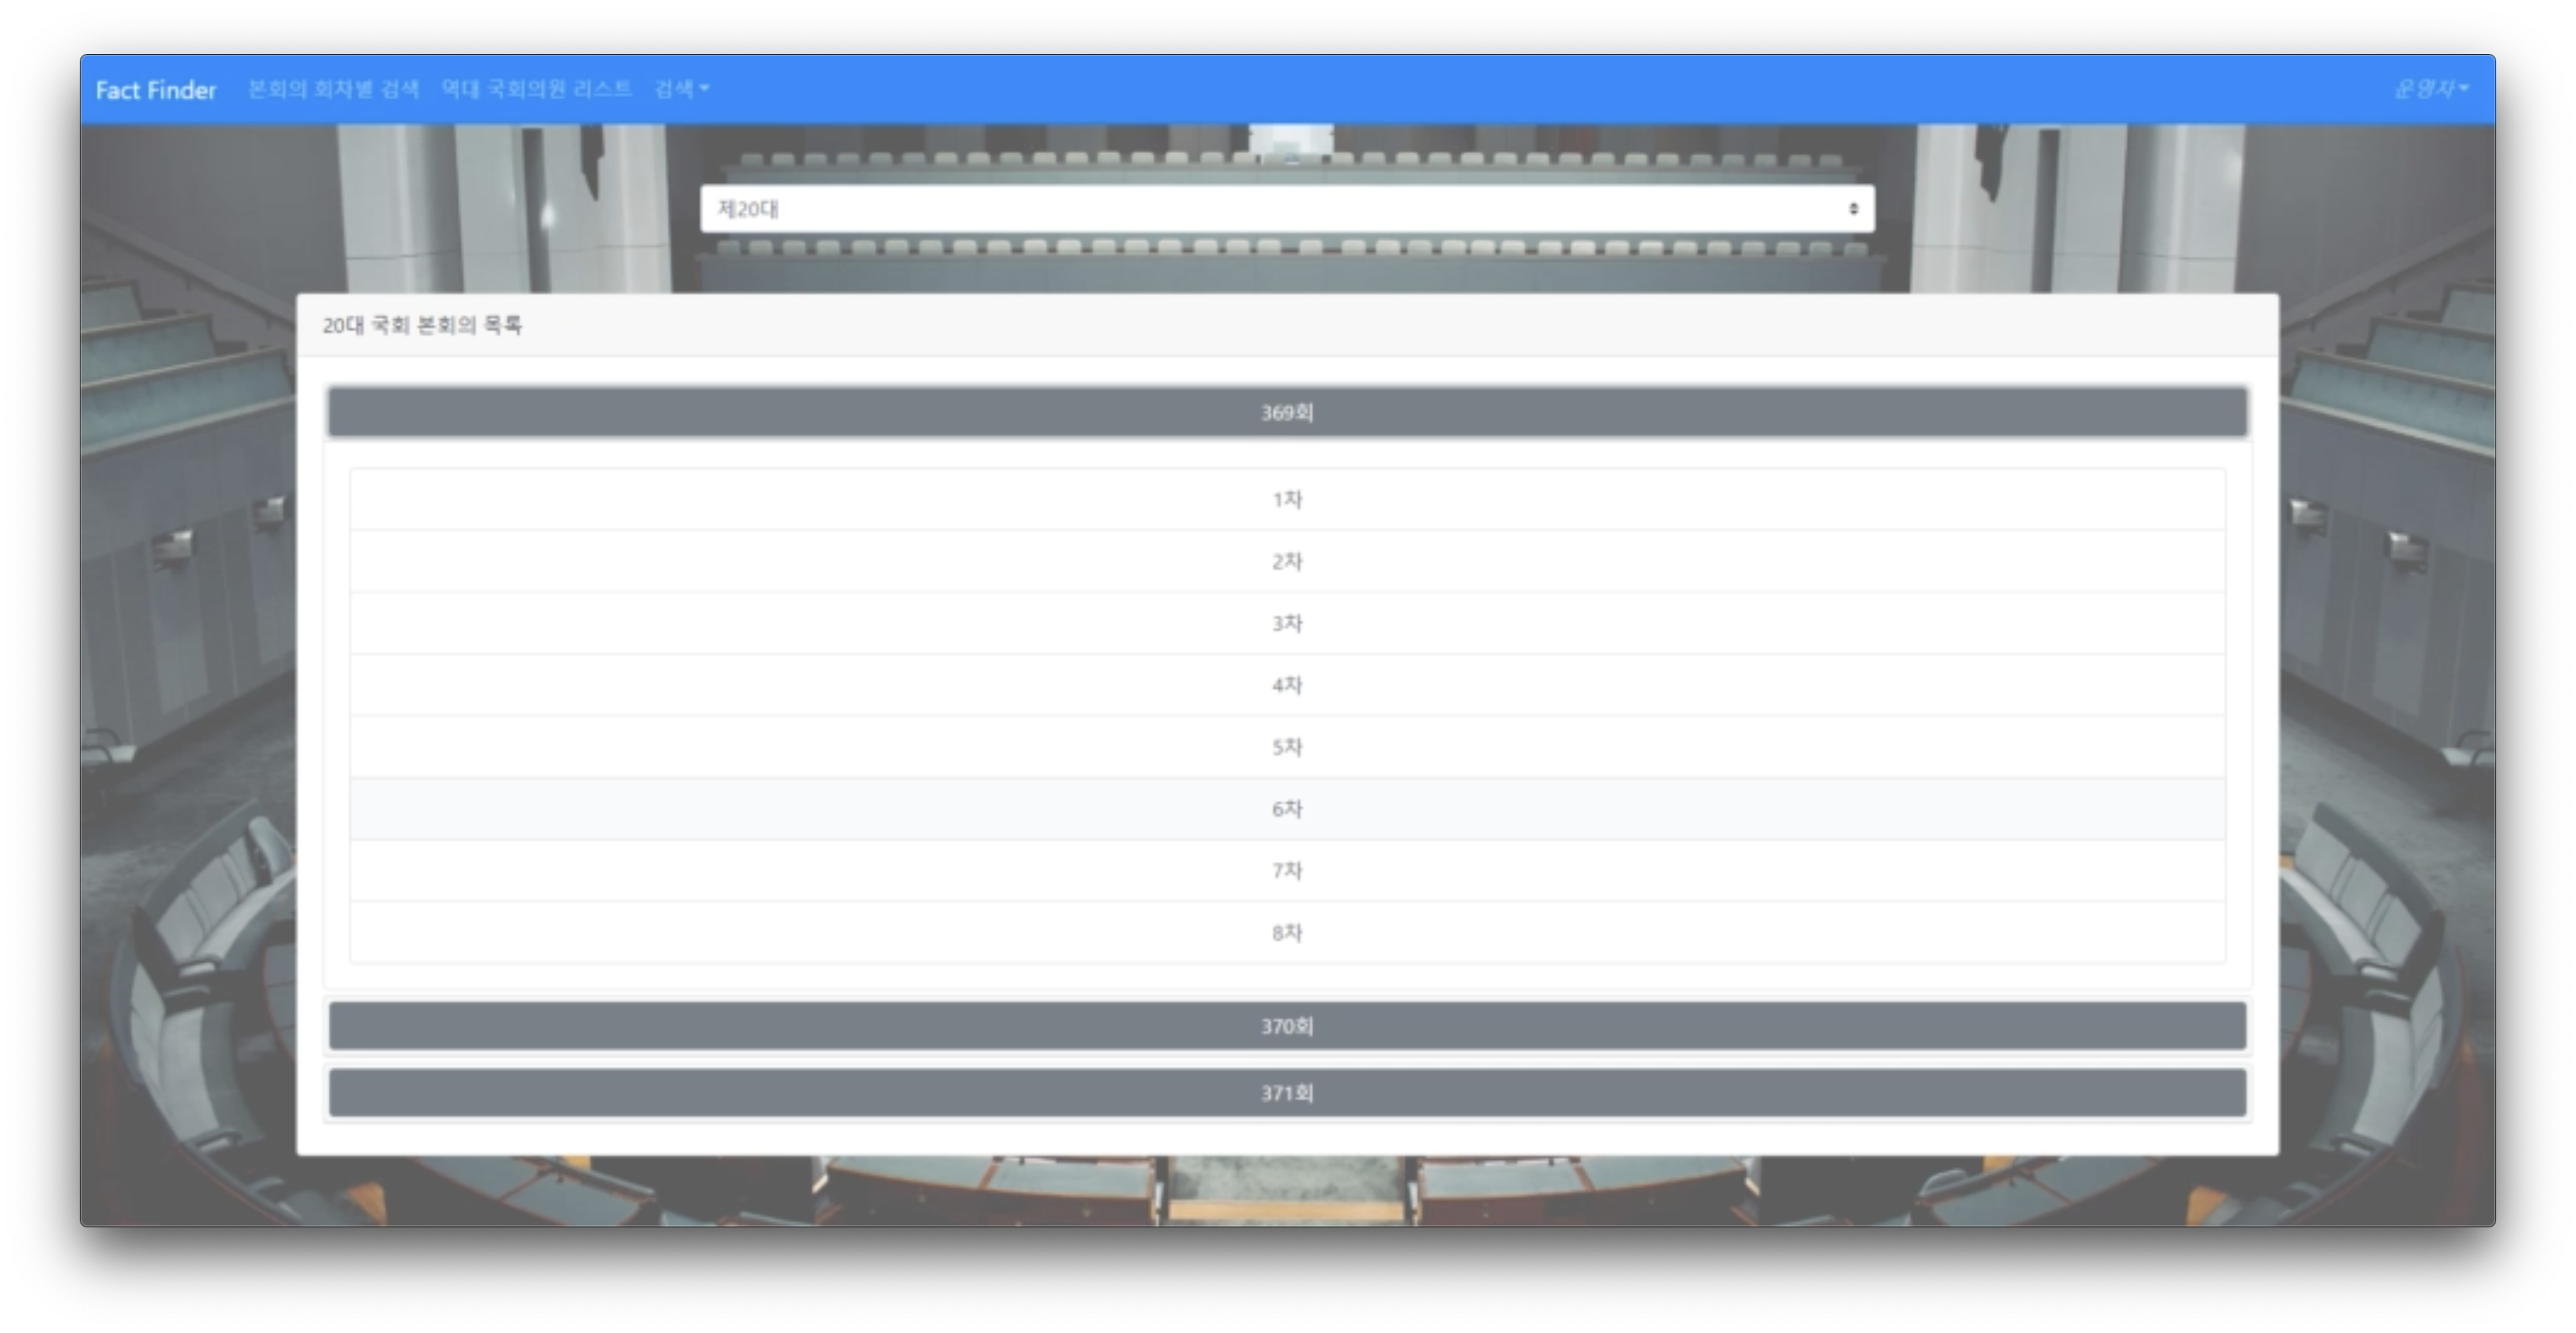 Fact Finder 본회의 회차별 검색 역대 국회의원 리스트 검색 운영자
제20대
20대 국회 본회의 목록
369회
1차
2차
3차
4차
5차
6차
7차
8차
370회
371회